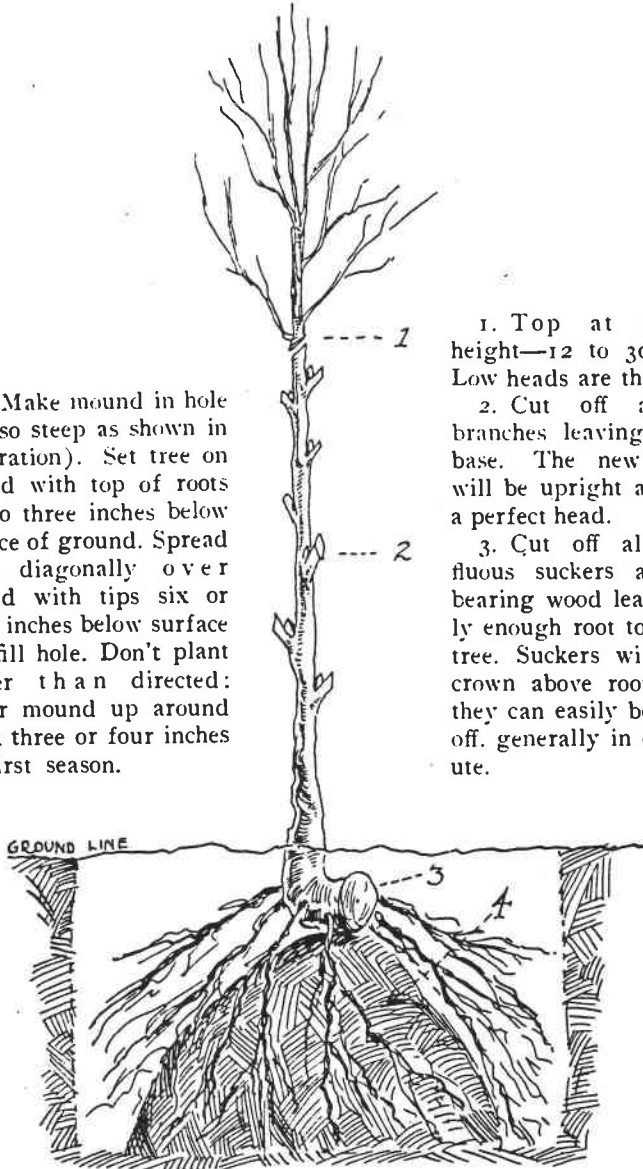 1. Top at
height—12 to 30
Low heads are th
2. Cut off a
branches leaving
base. The new
will be upright a
a perfect head.
3. Cut off al
fluous suckers a
bearing wood lea
ly enough root to
tree. Suckers wi
crown above roo
they can easily b
off. generally in
ute.
Make mound in hole
so steep as shown in
ration). Set tree on
d with top of roots
o three inches below
ce of ground. Spread
diagonally over
d with tips six or
inches below surface
fill hole. Don't plant
er than directed:
r mound up around
three or four inches
irst season.
1
2
GROUND LINE
3
4